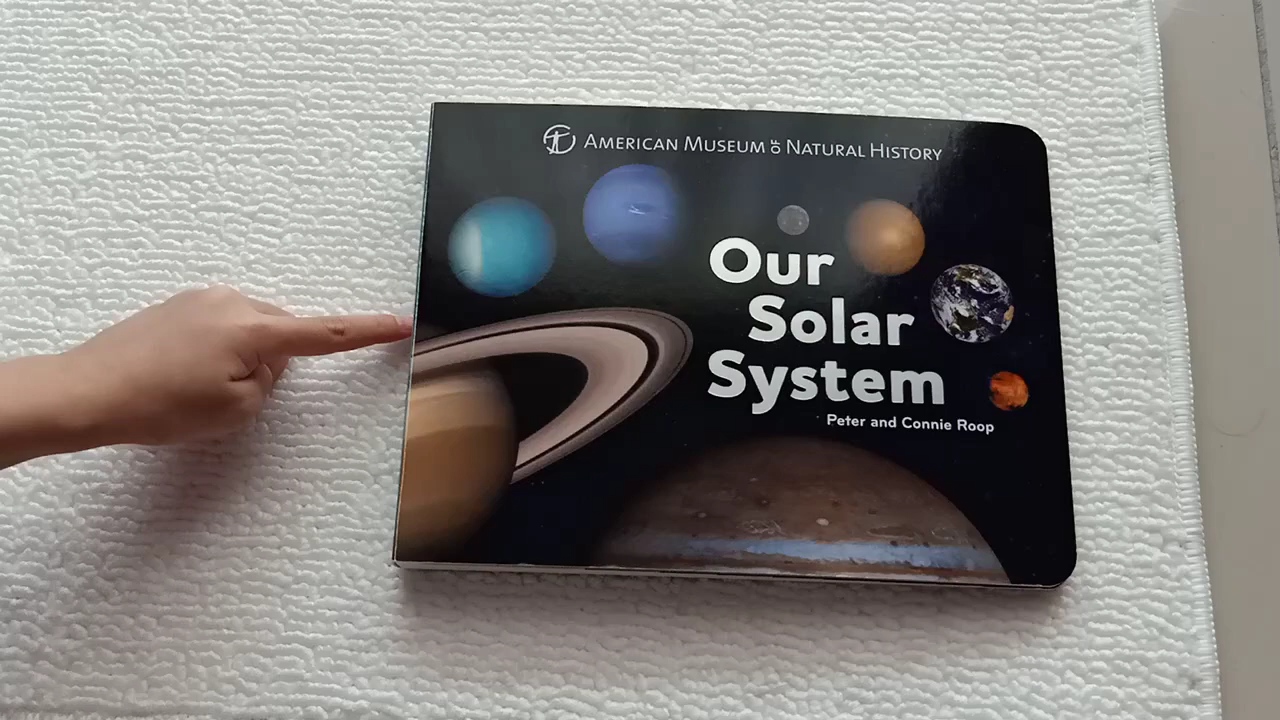 American Museum of Natural History
Our
Solar
System
Peter and Connie Roop